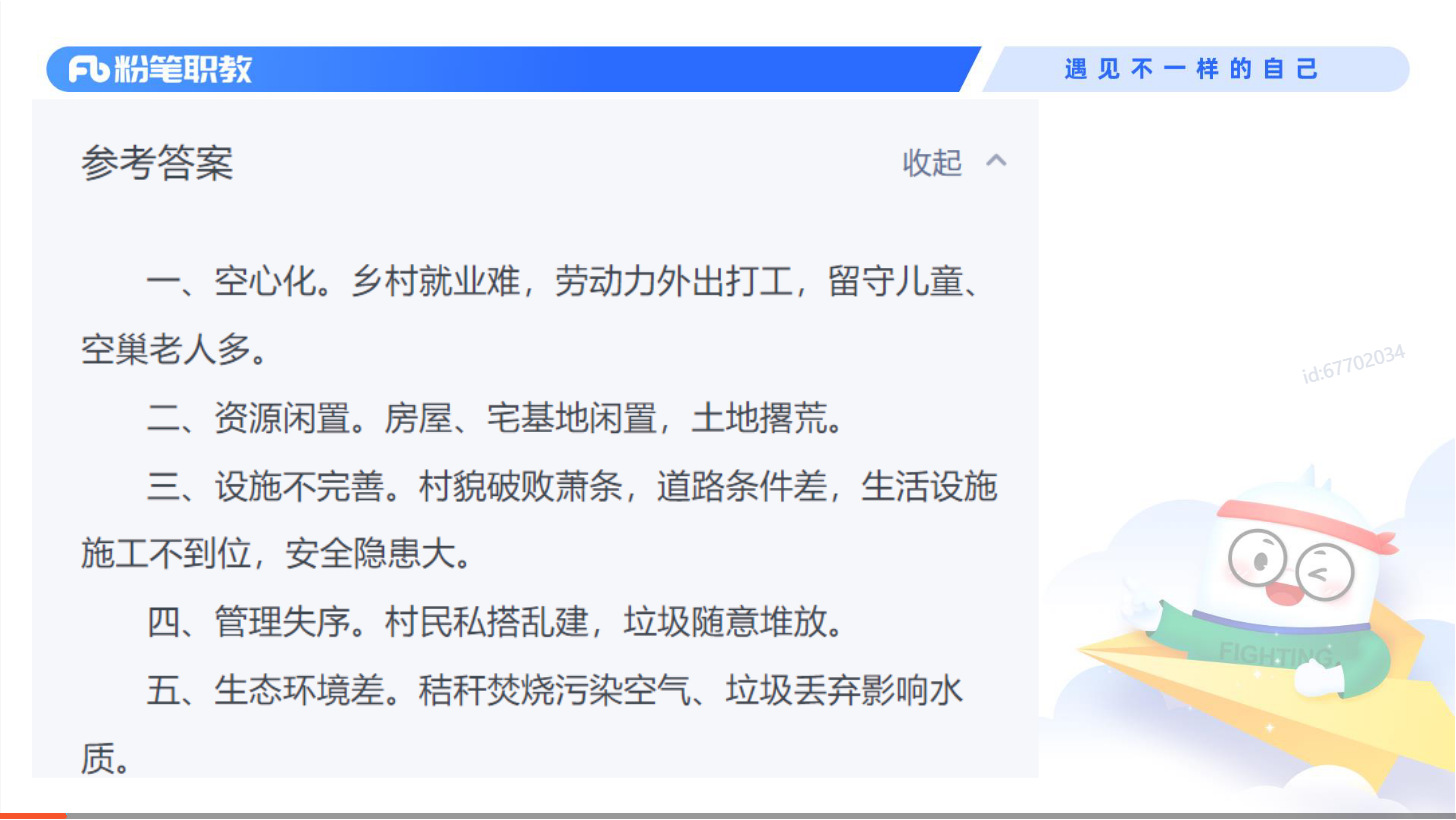 粉笔职教
遇见不一样的自己
参考答案
收起
一、空心化。乡村就业难，劳动力外出打工，留守儿童、
空巢老人多。
二、资源闲置。房屋、宅基地闲置，土地撂荒。
三、设施不完善。村貌破败萧条，道路条件差，生活设施
施工不到位，安全隐患大。
四、管理失序。村民私搭乱建，垃圾随意堆放。
五、生态环境差。秸秆焚烧污染空气、垃圾丢弃影响水
质。
id:67702034
FIGHTING